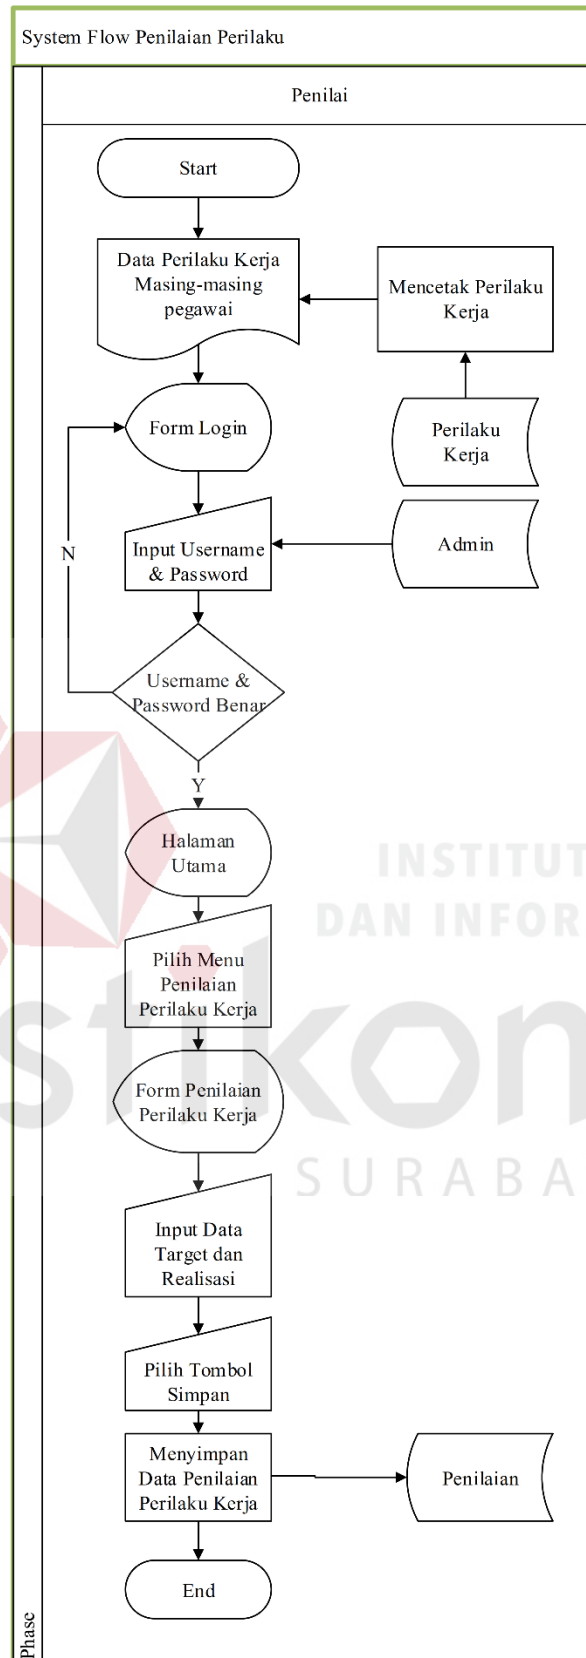 System Flow Penilaian Perilaku
Penilai
Start
Data Perilaku Kerja
Masing-masing
pegawai
Mencetak Perilaku
Kerja
Form Login
Perilaku
Kerja
N
Input Username
& Password
Admin
Username &
Password Benar
Y
Halaman
Utama
INSTITUT
DAN INFOR
Pilih Menu
Penilaian
Perilaku Kerja
stikom
Form Penilaian
Perilaku Kerja
SURABA
Input Data
Target dan
Realisasi
Pilih Tombol
Simpan
Menyimpan
Data Penilaian
Perilaku Kerja
Penilaian
End
Phase